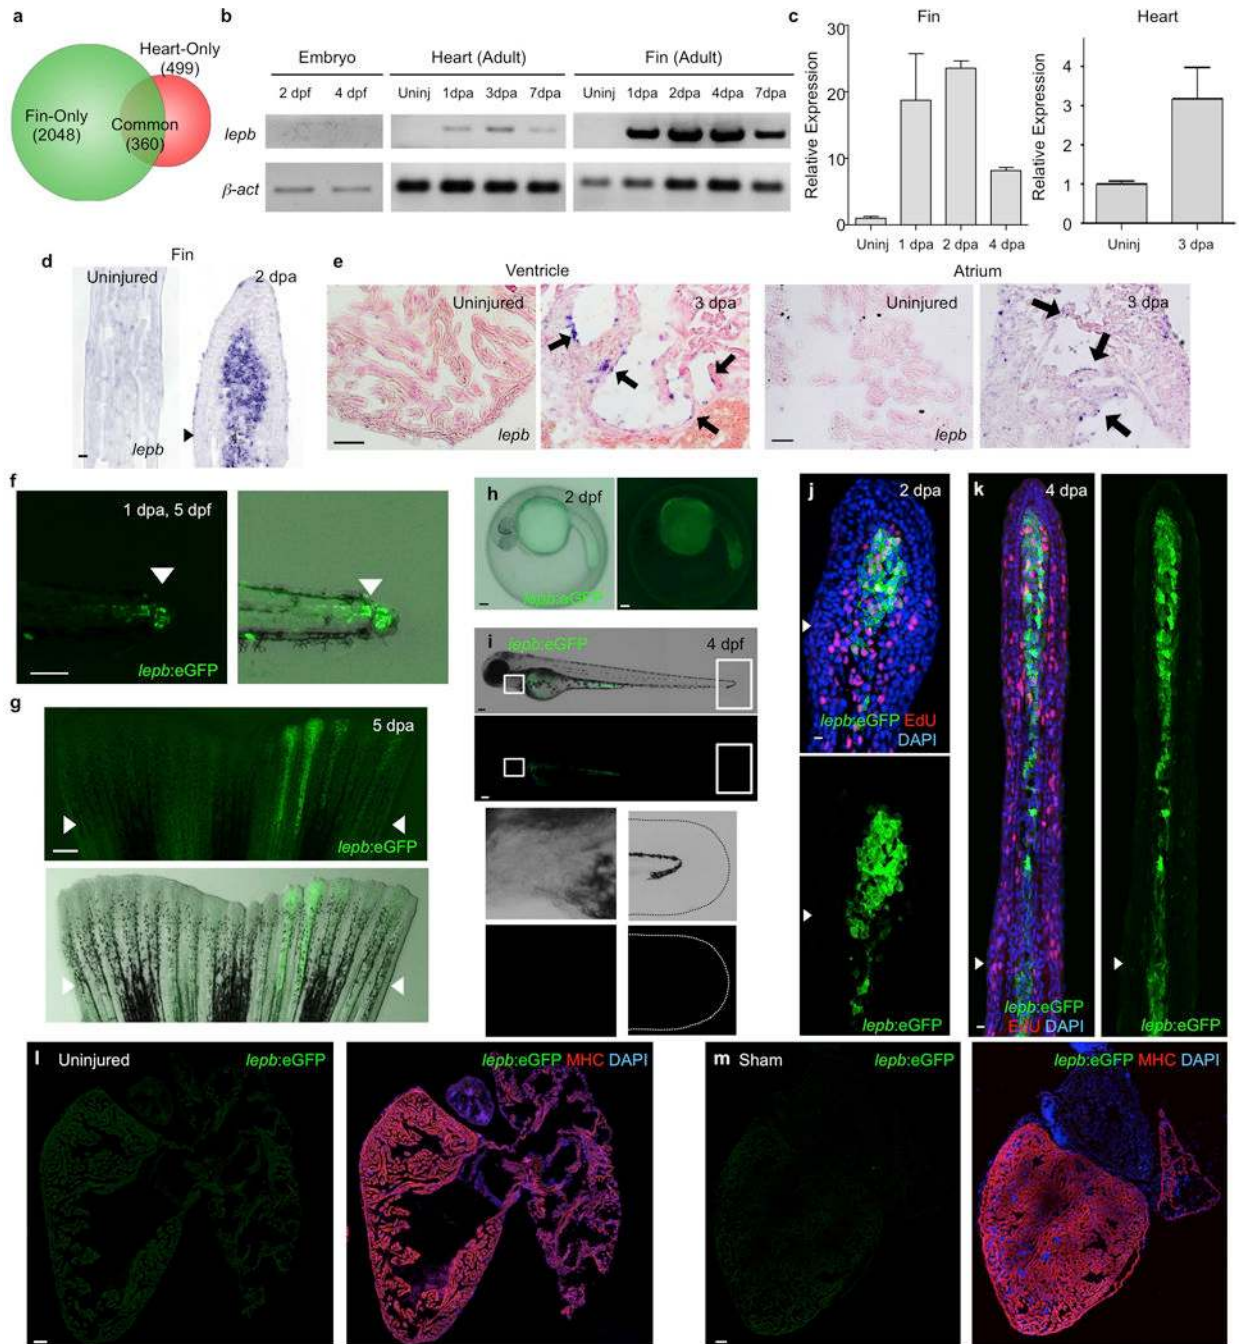 a
Heart-Only
(499)
Fin-Only
(2048)
Common
(360)
b
Embryo
Heart (Adult)
Fin (Adult)
2 dpf
4 dpf
Uninj
1dpa
3dpa
7dpa
Uninj
1dpa
2dpa
4dpa
7dpa
lepb
β-act
c
Fin
Relative Expression
30
20
10
0
Uninj
1 dpa
2 dpa
4 dpa
Heart
Relative Expression
4
3
2
1
0
Uninj
3 dpa
d
Fin
Uninjured
2 dpa
lepb
e
Ventricle
Uninjured
3 dpa
lepb
Atrium
Uninjured
3 dpa
lepb
f
1 dpa, 5 dpf
lepb:eGFP
g
5 dpa
lepb:eGFP
h
2 dpf
lepb:eGFP
i
lepb:eGFP
4 dpf
j
2 dpa
lepb:eGFP EdU
DAPI
lepb:eGFP
k
4 dpa
lepb:eGFP
EdU DAPI
lepb:eGFP
l
Uninjured
lepb:eGFP
lepb:eGFP MHC DAPI
m
Sham
lepb:eGFP
lepb:eGFP MHC DAPI